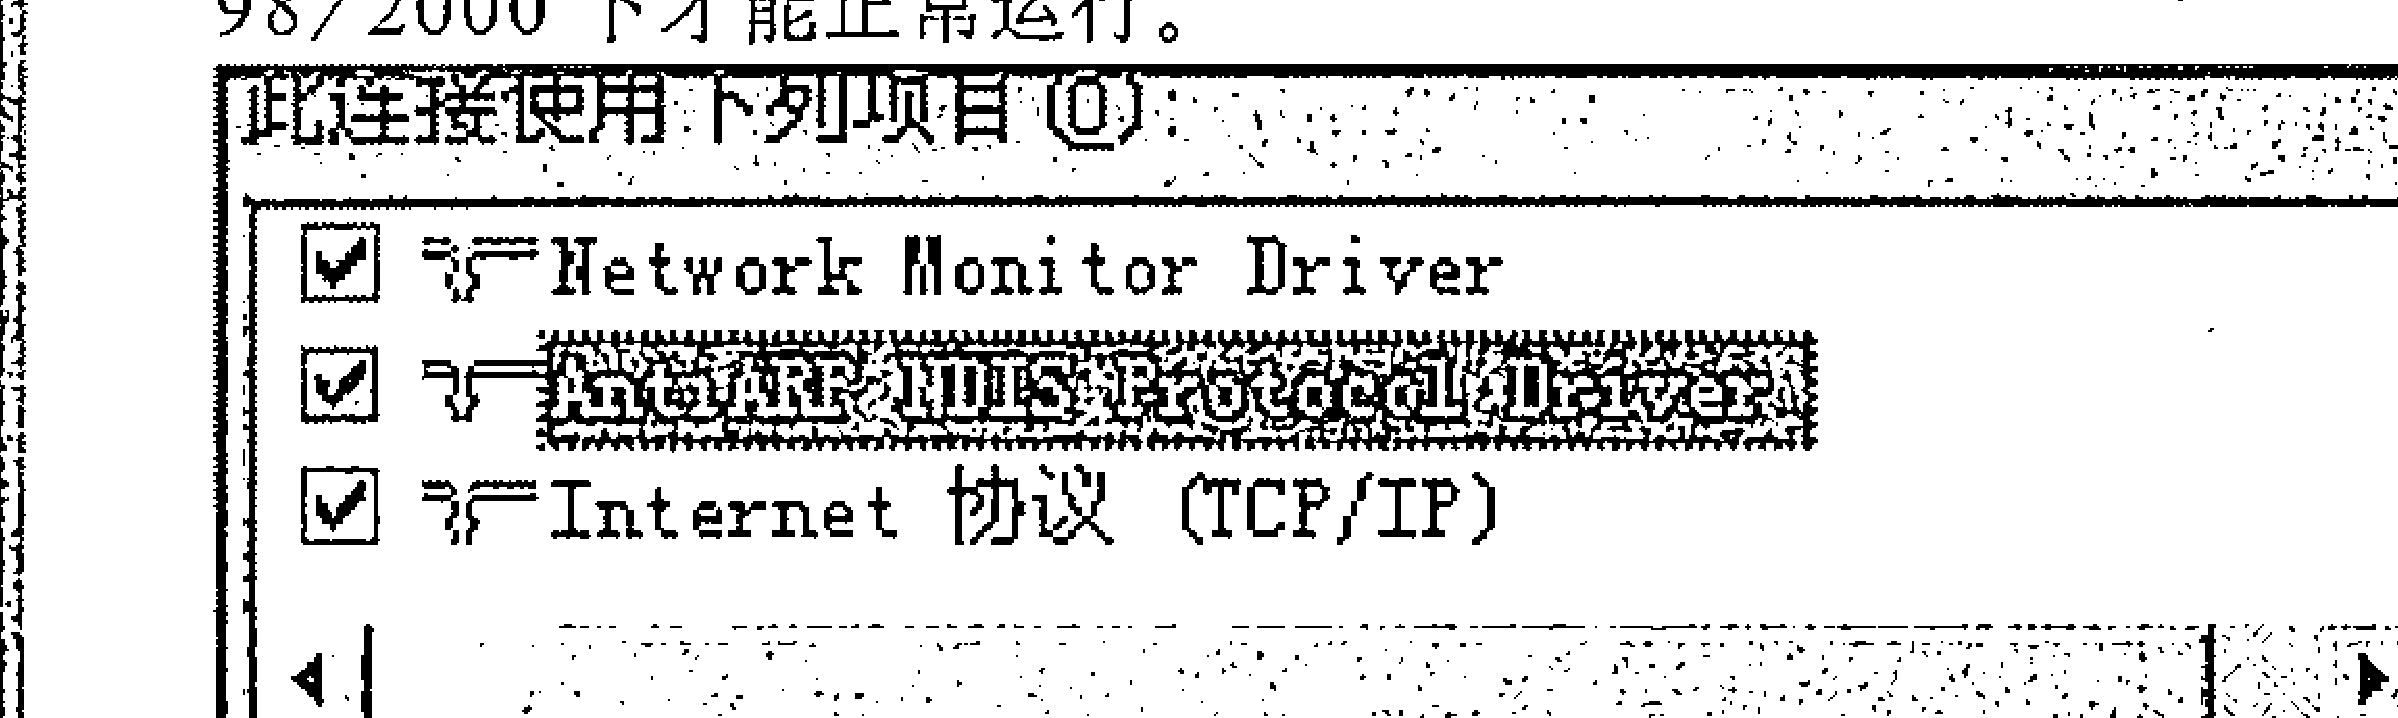 98/2000 下才能正常运行。
此连接使用下列项目(O):
Network Monitor Driver
AntiARP NDIS Protocol Driver
Internet 协议 (TCP/IP)